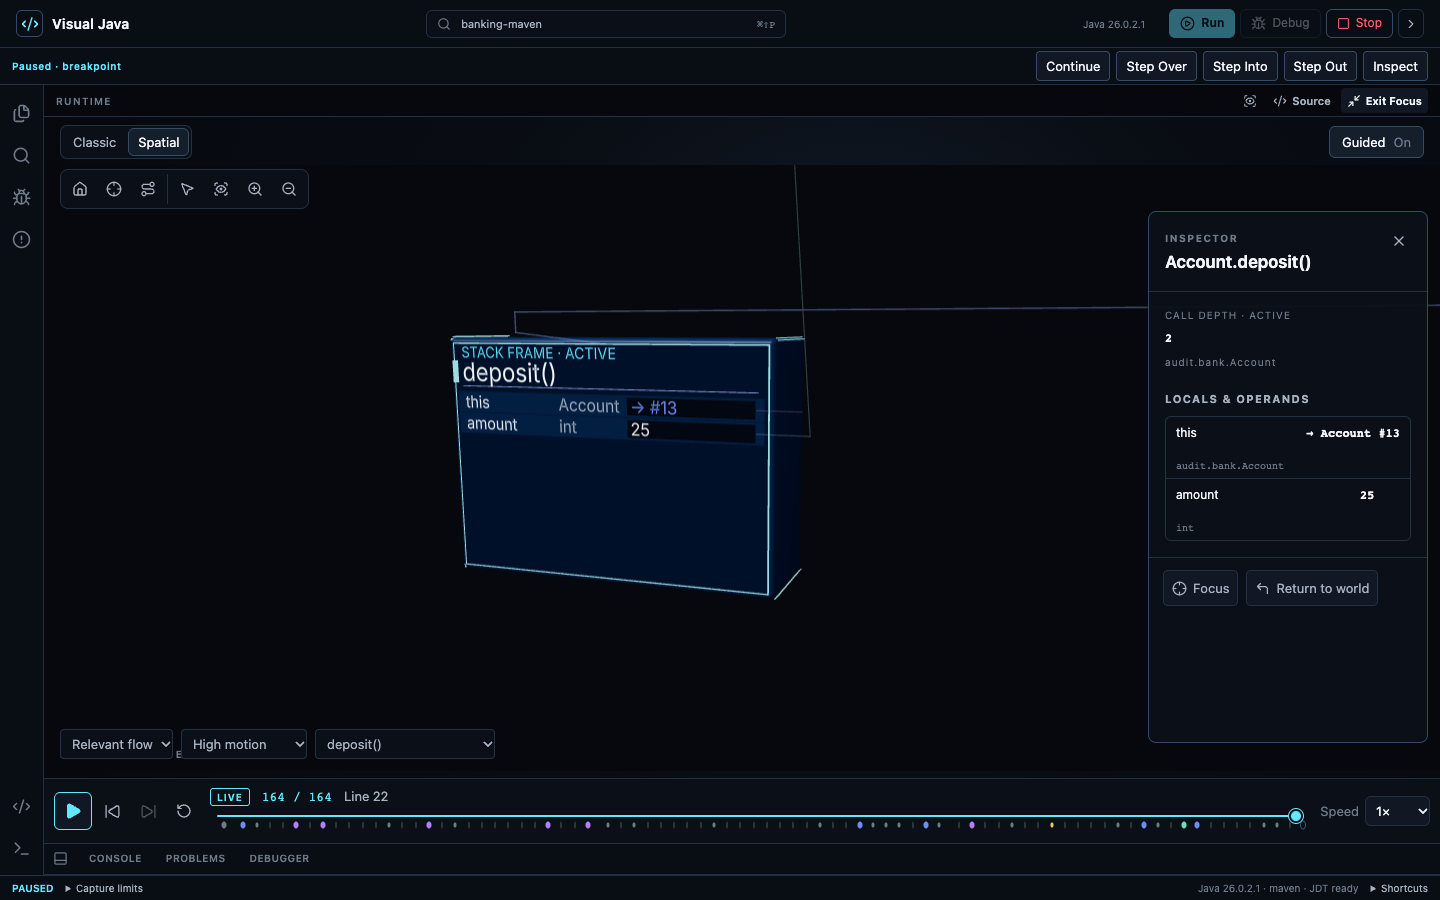 Visual Java
banking-maven
⌘⇧P
Java 26.0.2.1
Run
Debug
Stop
Paused · breakpoint
Continue
Step Over
Step Into
Step Out
Inspect
RUNTIME
Source
Exit Focus
Classic
Spatial
Guided On
INSPECTOR
Account.deposit()
CALL DEPTH · ACTIVE
2
audit.bank.Account
LOCALS & OPERANDS
this → Account #13
audit.bank.Account
amount 25
int
Focus
Return to world
STACK FRAME · ACTIVE
deposit()
this Account → #13
amount int 25
Relevant flow
E
High motion
deposit()
LIVE 164 / 164 Line 22
Speed 1×
CONSOLE
PROBLEMS
DEBUGGER
PAUSED
Capture limits
Java 26.0.2.1 · maven · JDT ready
Shortcuts